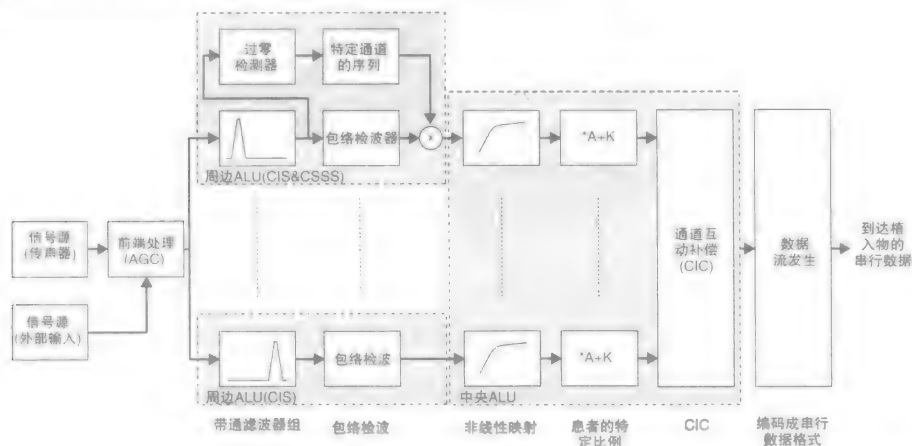 过零
检测器
特定通道
的序列
包络检波器
×
周边ALU(CIS&CSSS)
*A+K
信号源
(传声器)
前端处理
(AGC)
通道互
动补偿
(CIC)
数据
流发生
到达植
入物的
串行数据
信号源
(外部输入)
包络检波
*A+K
周边ALU(CIS)
中央ALU
带通滤波器组
包络检波
非线性映射
患者的特
定比例
CIC
编码成串行
数据格式